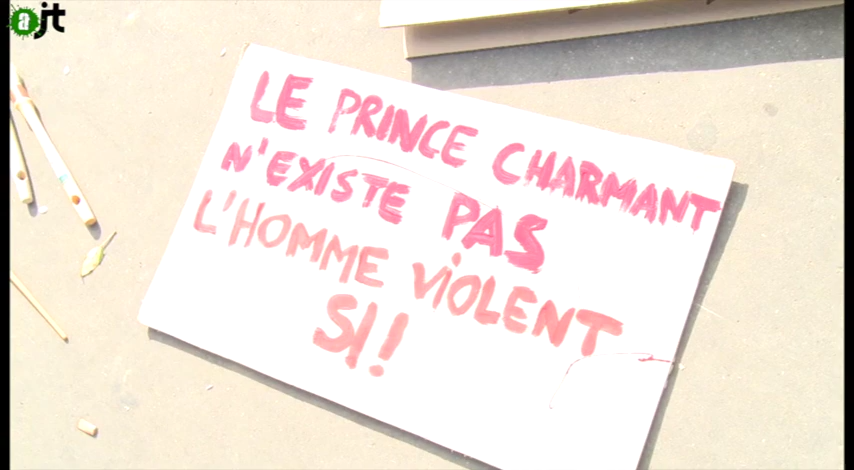 ajt
LE PRINCE CHARMANT
N'EXISTE PAS
L'HOMME VIOLENT
SI!